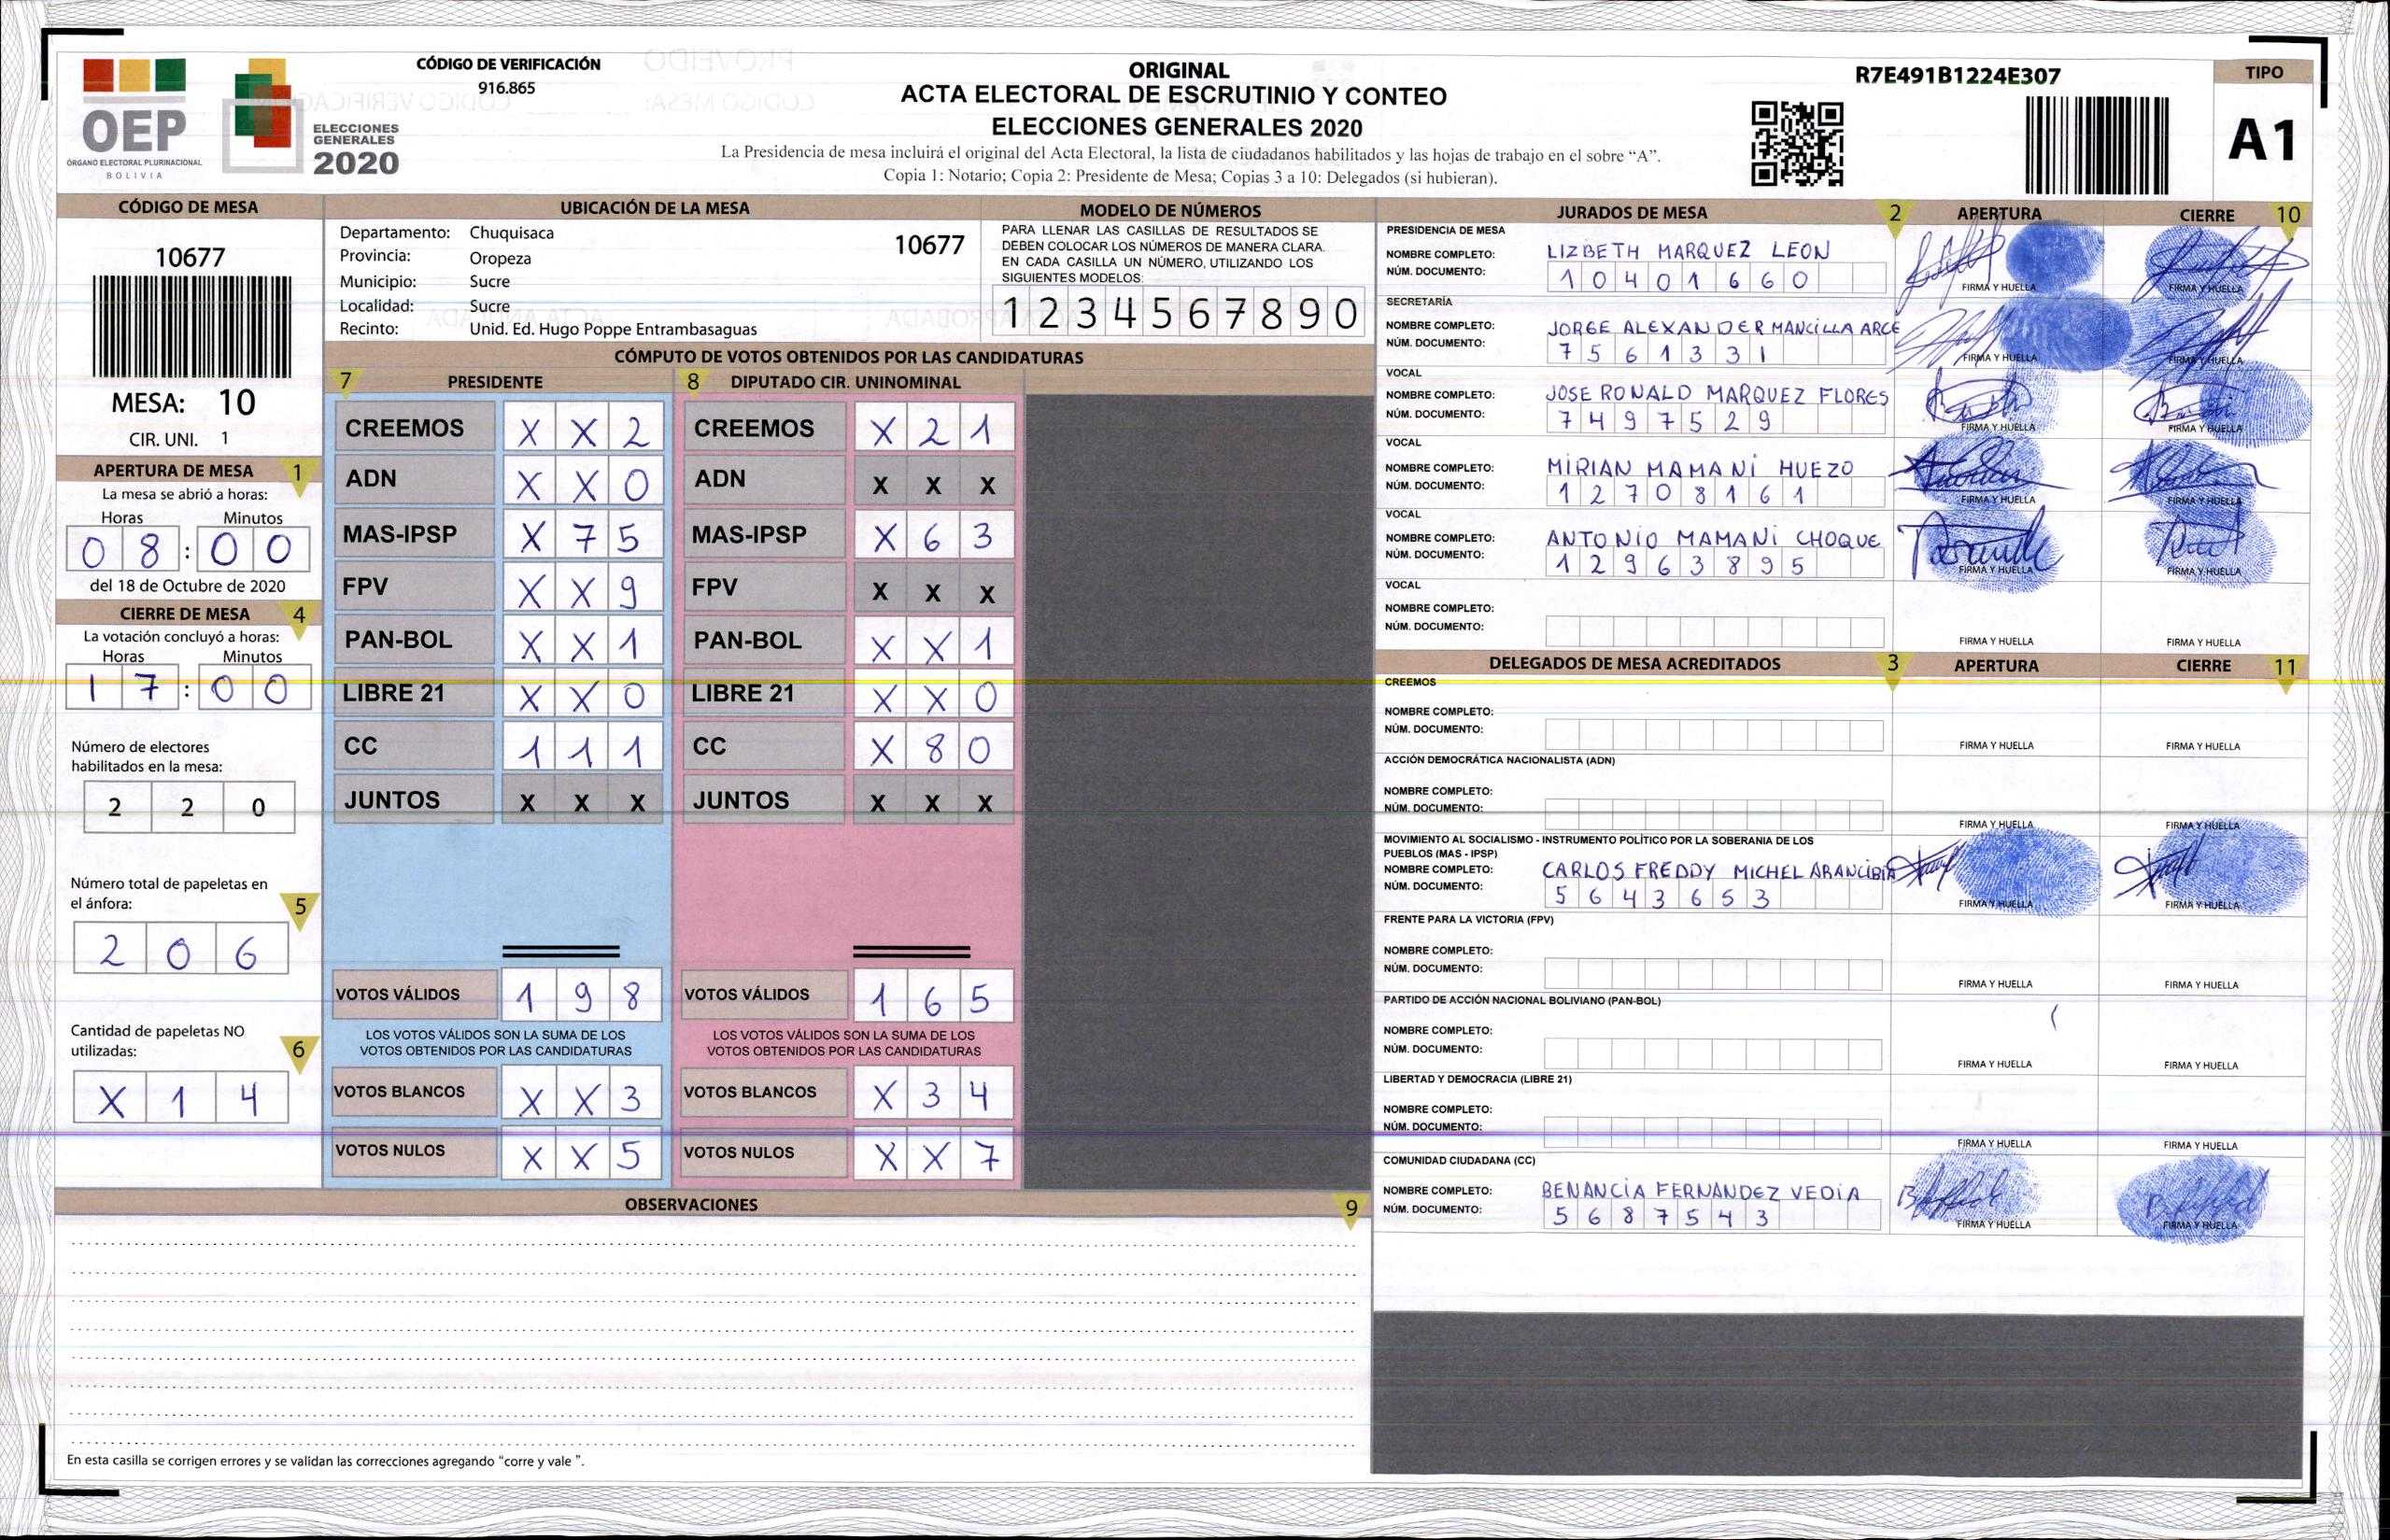 OEP
ÓRGANO ELECTORAL PLURINACIONAL
BOLIVIA
ELECCIONES
GENERALES
2020
CÓDIGO DE VERIFICACIÓN
916.865
ORIGINAL
ACTA ELECTORAL DE ESCRUTINIO Y CONTEO
ELECCIONES GENERALES 2020
La Presidencia de mesa incluirá el original del Acta Electoral, la lista de ciudadanos habilitados y las hojas de trabajo en el sobre “A”.
Copia 1: Notario; Copia 2: Presidente de Mesa; Copias 3 a 10: Delegados (si hubieran).
R7E491B1224E307
TIPO
A1
CÓDIGO DE MESA
10677
MESA: 10
CIR. UNI. 1
APERTURA DE MESA 1
La mesa se abrió a horas:
Horas Minutos
0 8 : 0 0
del 18 de Octubre de 2020
CIERRE DE MESA 4
La votación concluyó a horas:
Horas Minutos
1 7 : 0 0
Número de electores
habilitados en la mesa:
2 2 0
Número total de papeletas en
el ánfora: 5
2 0 6
Cantidad de papeletas NO
utilizadas: 6
X 1 4
UBICACIÓN DE LA MESA
Departamento: Chuquisaca 10677
Provincia: Oropeza
Municipio: Sucre
Localidad: Sucre
Recinto: Unid. Ed. Hugo Poppe Entrambasaguas
MODELO DE NÚMEROS
PARA LLENAR LAS CASILLAS DE RESULTADOS SE
DEBEN COLOCAR LOS NÚMEROS DE MANERA CLARA.
EN CADA CASILLA UN NÚMERO, UTILIZANDO LOS
SIGUIENTES MODELOS:
1 2 3 4 5 6 7 8 9 0
CÓMPUTO DE VOTOS OBTENIDOS POR LAS CANDIDATURAS
7 PRESIDENTE 8 DIPUTADO CIR. UNINOMINAL
CREEMOS X X 2 CREEMOS X 2 1
ADN X X 0 ADN X X X
MAS-IPSP X 7 5 MAS-IPSP X 6 3
FPV X X 9 FPV X X X
PAN-BOL X X 1 PAN-BOL X X 1
LIBRE 21 X X 0 LIBRE 21 X X 0
CC 1 1 1 CC X 8 0
JUNTOS X X X JUNTOS X X X
VOTOS VÁLIDOS 1 9 8 VOTOS VÁLIDOS 1 6 5
LOS VOTOS VÁLIDOS SON LA SUMA DE LOS LOS VOTOS VÁLIDOS SON LA SUMA DE LOS
VOTOS OBTENIDOS POR LAS CANDIDATURAS VOTOS OBTENIDOS POR LAS CANDIDATURAS
VOTOS BLANCOS X X 3 VOTOS BLANCOS X 3 4
VOTOS NULOS X X 5 VOTOS NULOS X X 7
OBSERVACIONES 9
En esta casilla se corrigen errores y se validan las correcciones agregando “corre y vale ”.
JURADOS DE MESA 2 APERTURA CIERRE 10
PRESIDENCIA DE MESA
NOMBRE COMPLETO: LIZBETH MARQUEZ LEON
NÚM. DOCUMENTO: 1 0 4 0 1 6 6 0
FIRMA Y HUELLA FIRMA Y HUELLA
SECRETARÍA
NOMBRE COMPLETO: JORGE ALEXANDER MANCILLA ARCE
NÚM. DOCUMENTO: 7 5 6 1 3 3 1
FIRMA Y HUELLA FIRMA Y HUELLA
VOCAL
NOMBRE COMPLETO: JOSE RONALD MARQUEZ FLORES
NÚM. DOCUMENTO: 7 4 9 7 5 2 9
FIRMA Y HUELLA FIRMA Y HUELLA
VOCAL
NOMBRE COMPLETO: MIRIAN MAMANI HUEZO
NÚM. DOCUMENTO: 1 2 7 0 8 1 6 1
FIRMA Y HUELLA FIRMA Y HUELLA
VOCAL
NOMBRE COMPLETO: ANTONIO MAMANI CHOQUE
NÚM. DOCUMENTO: 1 2 9 6 3 8 9 5
FIRMA Y HUELLA FIRMA Y HUELLA
VOCAL
NOMBRE COMPLETO:
NÚM. DOCUMENTO:
FIRMA Y HUELLA FIRMA Y HUELLA
DELEGADOS DE MESA ACREDITADOS 3 APERTURA CIERRE 11
CREEMOS
NOMBRE COMPLETO:
NÚM. DOCUMENTO:
FIRMA Y HUELLA FIRMA Y HUELLA
ACCIÓN DEMOCRÁTICA NACIONALISTA (ADN)
NOMBRE COMPLETO:
NÚM. DOCUMENTO:
FIRMA Y HUELLA FIRMA Y HUELLA
MOVIMIENTO AL SOCIALISMO - INSTRUMENTO POLÍTICO POR LA SOBERANIA DE LOS
PUEBLOS (MAS - IPSP)
NOMBRE COMPLETO: CARLOS FREDDY MICHEL ARANCIBIA
NÚM. DOCUMENTO: 5 6 4 3 6 5 3
FIRMA Y HUELLA FIRMA Y HUELLA
FRENTE PARA LA VICTORIA (FPV)
NOMBRE COMPLETO:
NÚM. DOCUMENTO:
FIRMA Y HUELLA FIRMA Y HUELLA
PARTIDO DE ACCIÓN NACIONAL BOLIVIANO (PAN-BOL)
NOMBRE COMPLETO:
NÚM. DOCUMENTO:
FIRMA Y HUELLA FIRMA Y HUELLA
LIBERTAD Y DEMOCRACIA (LIBRE 21)
NOMBRE COMPLETO:
NÚM. DOCUMENTO:
FIRMA Y HUELLA FIRMA Y HUELLA
COMUNIDAD CIUDADANA (CC)
NOMBRE COMPLETO: BENANCIA FERNANDEZ VEDIA
NÚM. DOCUMENTO: 5 6 8 7 5 4 3
FIRMA Y HUELLA FIRMA Y HUELLA